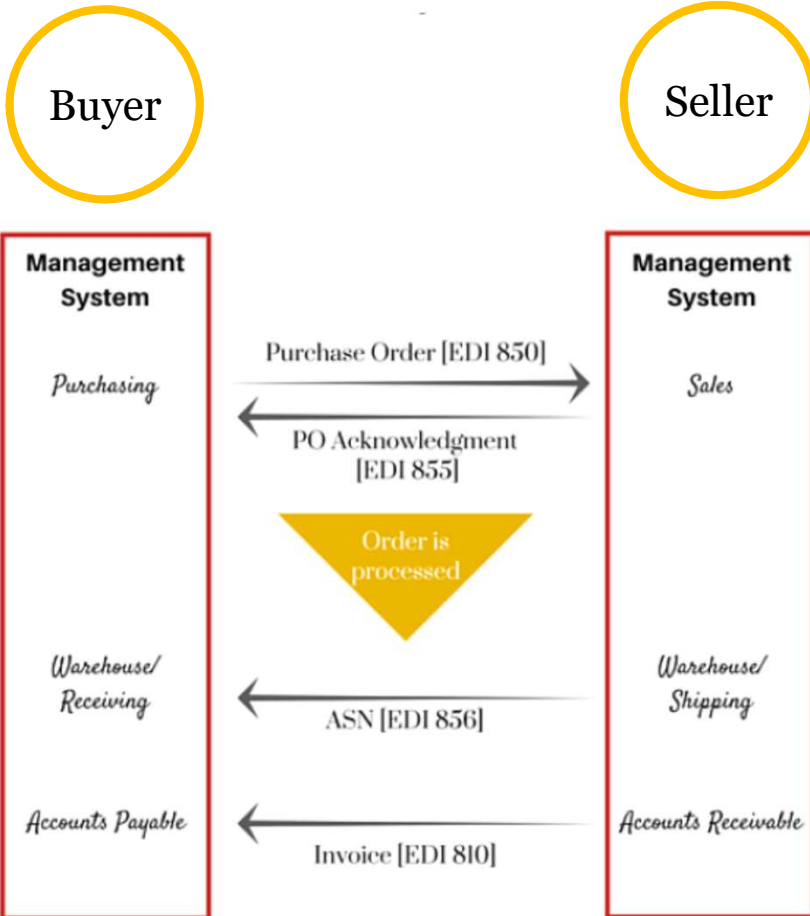 Buyer
Seller
Management
System
Management
System
Purchase Order [EDI 850]
Purchasing
Sales
PO Acknowledgment
[EDI 855]
Order is
processed
Warehouse/
Receiving
Warehouse/
Shipping
ASN [EDI 856]
Accounts Payable
Accounts Receivable
Invoice [EDI 810]